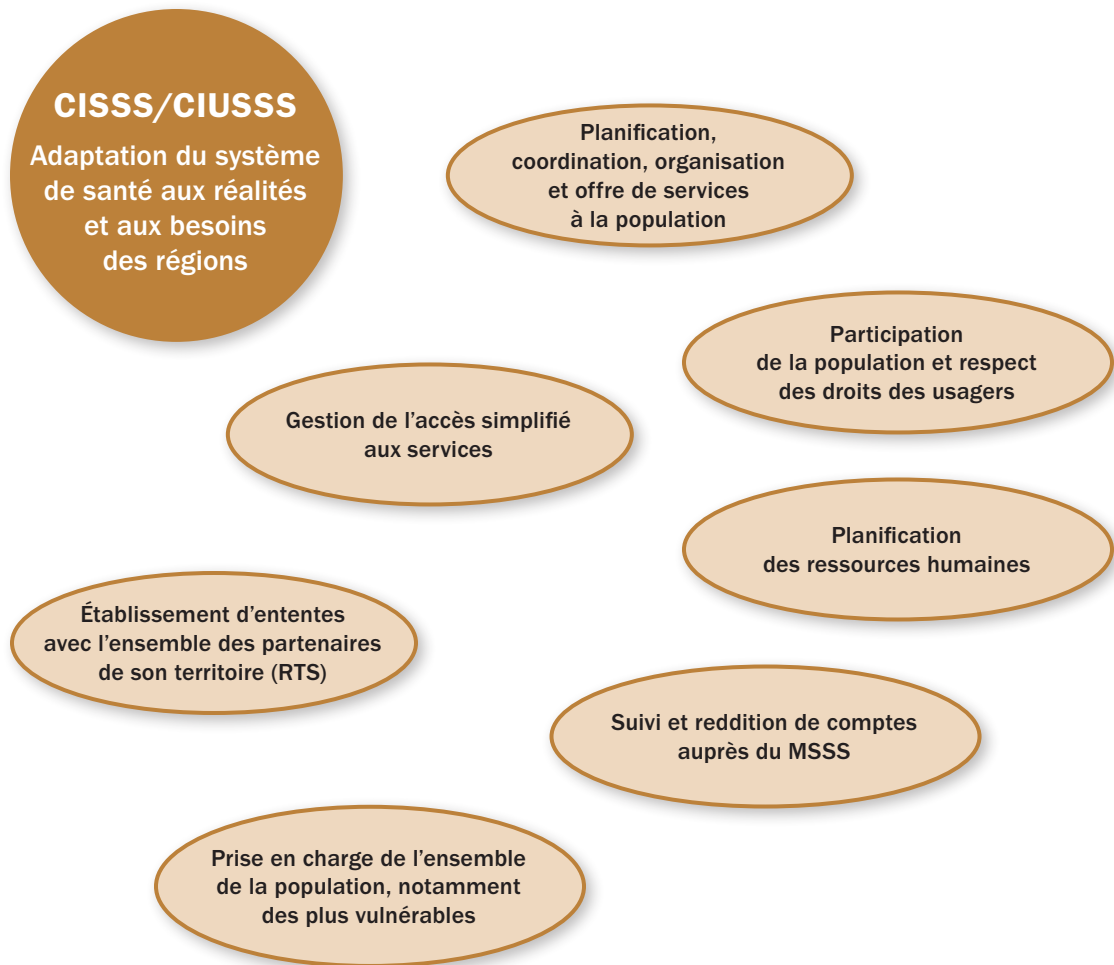 CISSS/CIUSSS
Adaptation du système
de santé aux réalités
et aux besoins
des régions
Planification,
coordination, organisation
et offre de services
à la population
Participation
de la population et respect
des droits des usagers
Gestion de l’accès simplifié
aux services
Planification
des ressources humaines
Établissement d’ententes
avec l’ensemble des partenaires
de son territoire (RTS)
Suivi et reddition de comptes
auprès du MSSS
Prise en charge de l’ensemble
de la population, notamment
des plus vulnérables